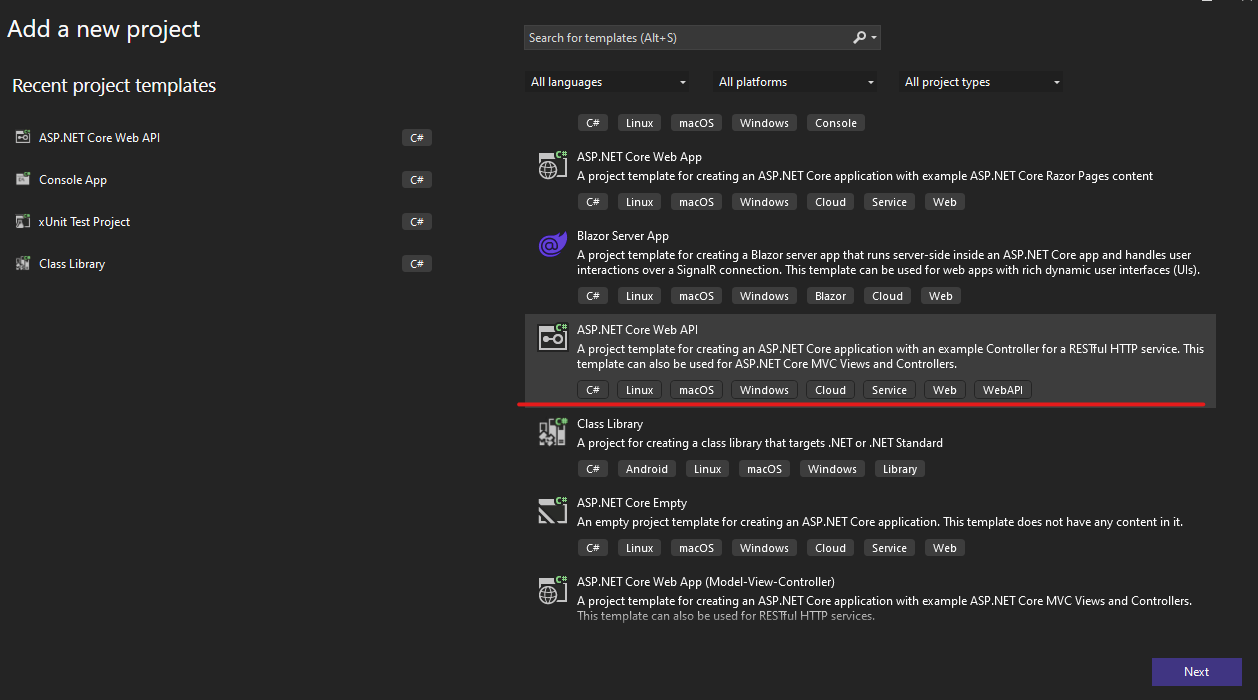 Add a new project
Recent project templates
ASP.NET Core Web API C#
Console App C#
xUnit Test Project C#
Class Library C#
Search for templates (Alt+S)
All languages All platforms All project types
C# Linux macOS Windows Console
ASP.NET Core Web App
A project template for creating an ASP.NET Core application with example ASP.NET Core Razor Pages content
C# Linux macOS Windows Cloud Service Web
Blazor Server App
A project template for creating a Blazor server app that runs server-side inside an ASP.NET Core app and handles user
interactions over a SignalR connection. This template can be used for web apps with rich dynamic user interfaces (UIs).
C# Linux macOS Windows Blazor Cloud Web
ASP.NET Core Web API
A project template for creating an ASP.NET Core application with an example Controller for a RESTful HTTP service. This
template can also be used for ASP.NET Core MVC Views and Controllers.
C# Linux macOS Windows Cloud Service Web WebAPI
Class Library
A project for creating a class library that targets .NET or .NET Standard
C# Android Linux macOS Windows Library
ASP.NET Core Empty
An empty project template for creating an ASP.NET Core application. This template does not have any content in it.
C# Linux macOS Windows Cloud Service Web
ASP.NET Core Web App (Model-View-Controller)
A project template for creating an ASP.NET Core application with example ASP.NET Core MVC Views and Controllers.
This template can also be used for RESTful HTTP services.
Next